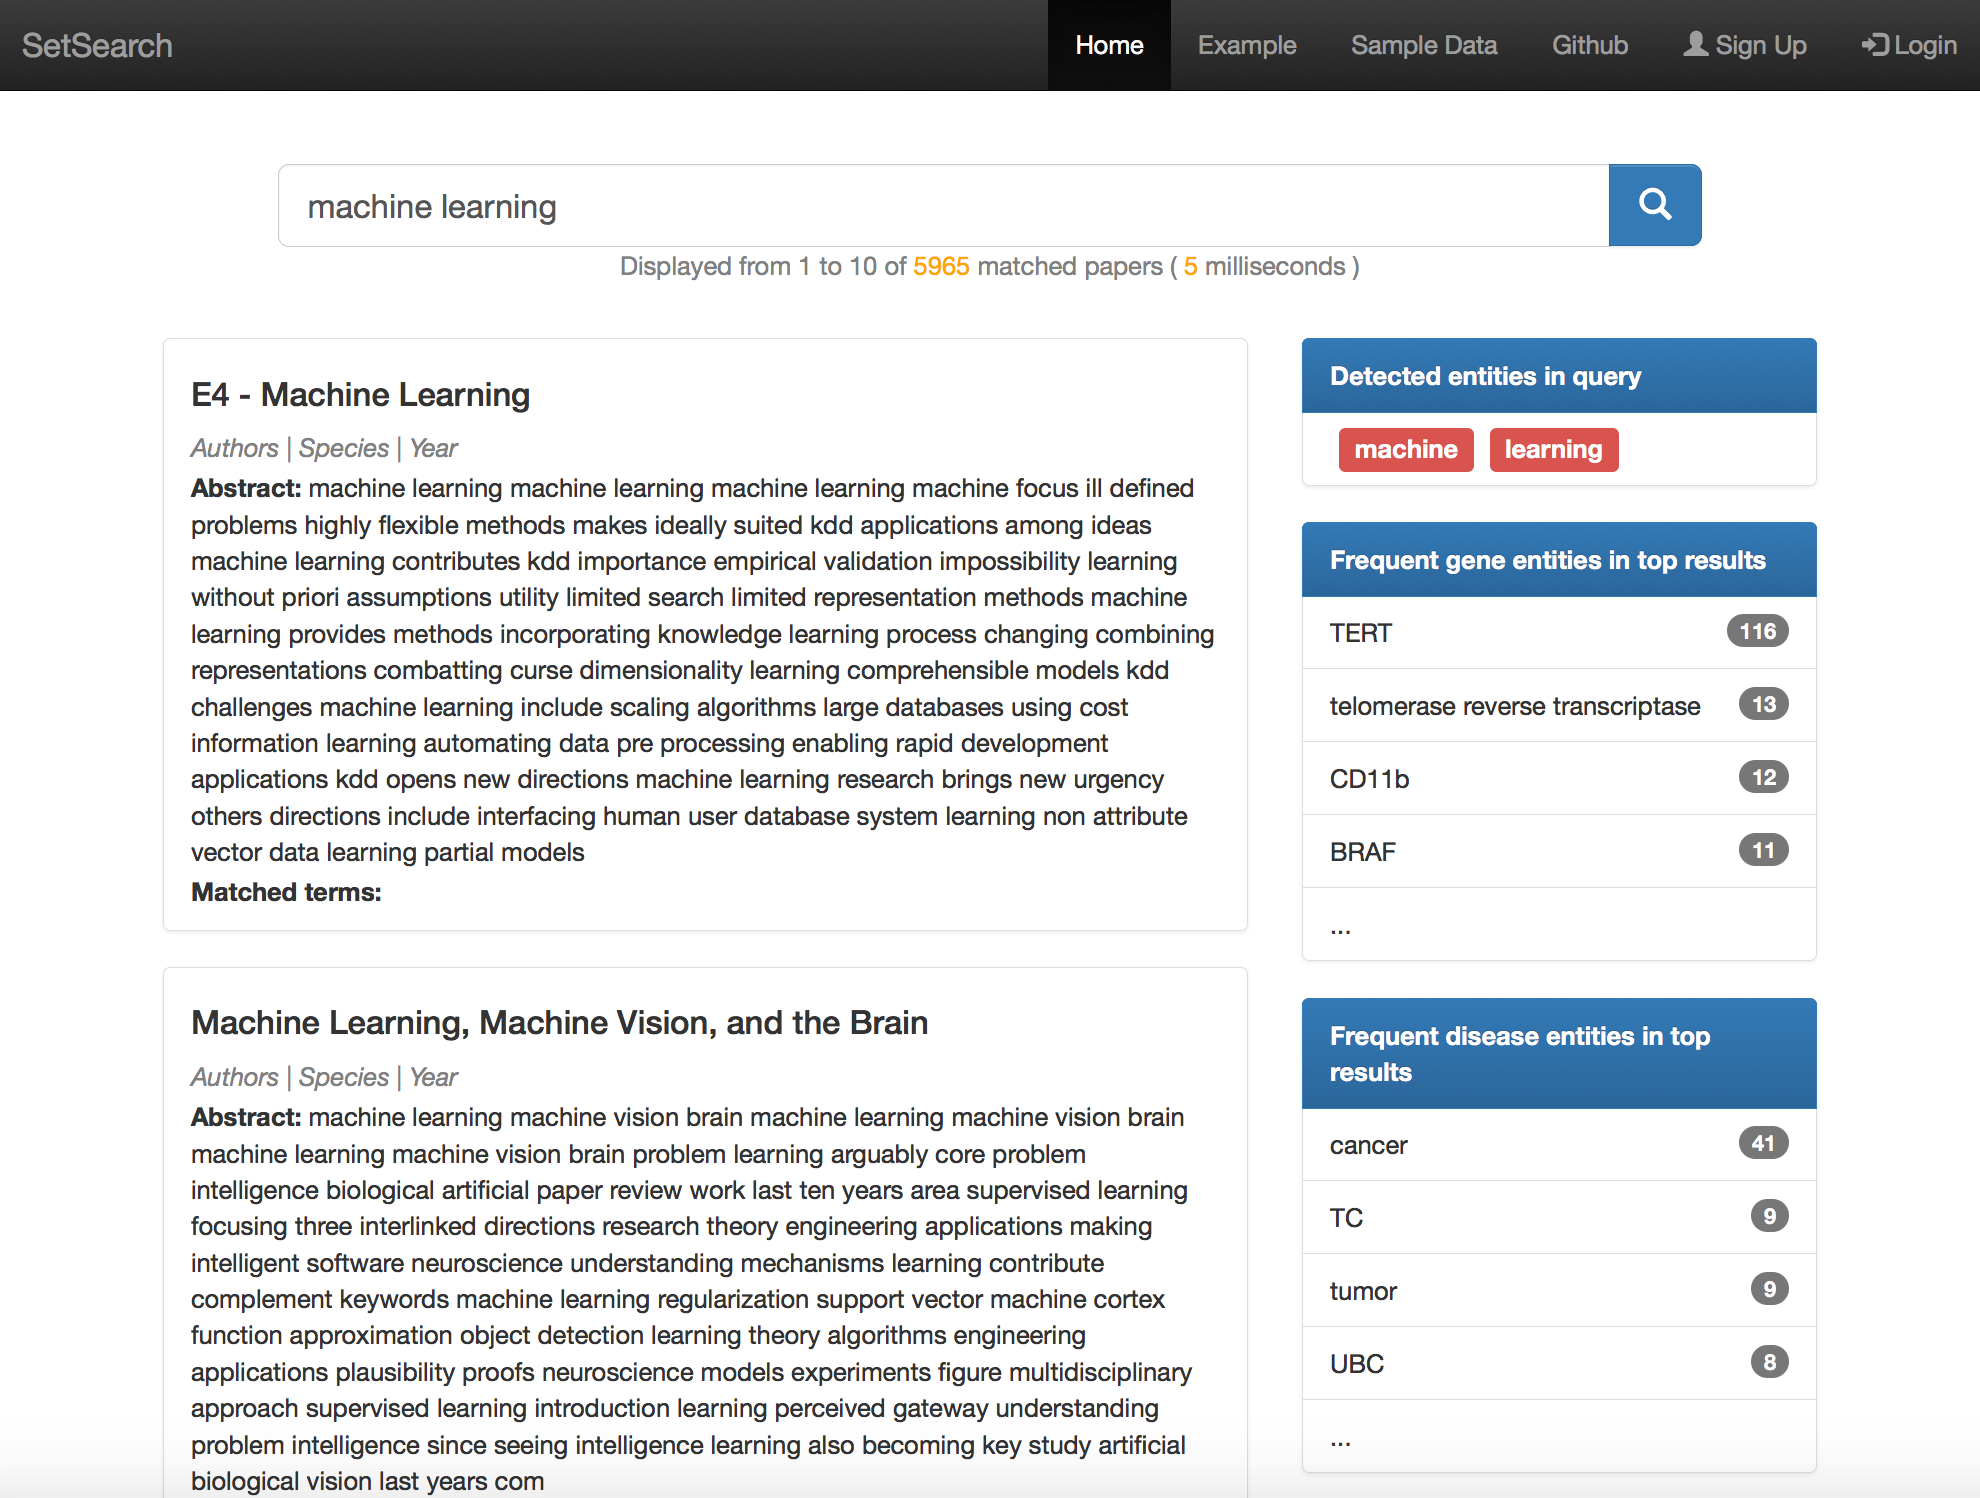 SetSearch
Home Example Sample Data Github Sign Up Login
machine learning
Displayed from 1 to 10 of 5965 matched papers ( 5 milliseconds )
E4 - Machine Learning
Authors | Species | Year
Abstract: machine learning machine learning machine learning machine focus ill defined
problems highly flexible methods makes ideally suited kdd applications among ideas
machine learning contributes kdd importance empirical validation impossibility learning
without priori assumptions utility limited search limited representation methods machine
learning provides methods incorporating knowledge learning process changing combining
representations combatting curse dimensionality learning comprehensible models kdd
challenges machine learning include scaling algorithms large databases using cost
information learning automating data pre processing enabling rapid development
applications kdd opens new directions machine learning research brings new urgency
others directions include interfacing human user database system learning non attribute
vector data learning partial models
Matched terms:
Machine Learning, Machine Vision, and the Brain
Authors | Species | Year
Abstract: machine learning machine vision brain machine learning machine vision brain
machine learning machine vision brain problem learning arguably core problem
intelligence biological artificial paper review work last ten years area supervised learning
focusing three interlinked directions research theory engineering applications making
intelligent software neuroscience understanding mechanisms learning contribute
complement keywords machine learning regularization support vector machine cortex
function approximation object detection learning theory algorithms engineering
applications plausibility proofs neuroscience models experiments figure multidisciplinary
approach supervised learning introduction learning perceived gateway understanding
problem intelligence since seeing intelligence learning also becoming key study artificial
biological vision last years com
Detected entities in query
machine learning
Frequent gene entities in top results
TERT 116
telomerase reverse transcriptase 13
CD11b 12
BRAF 11
...
Frequent disease entities in top
results
cancer 41
TC 9
tumor 9
UBC 8
...